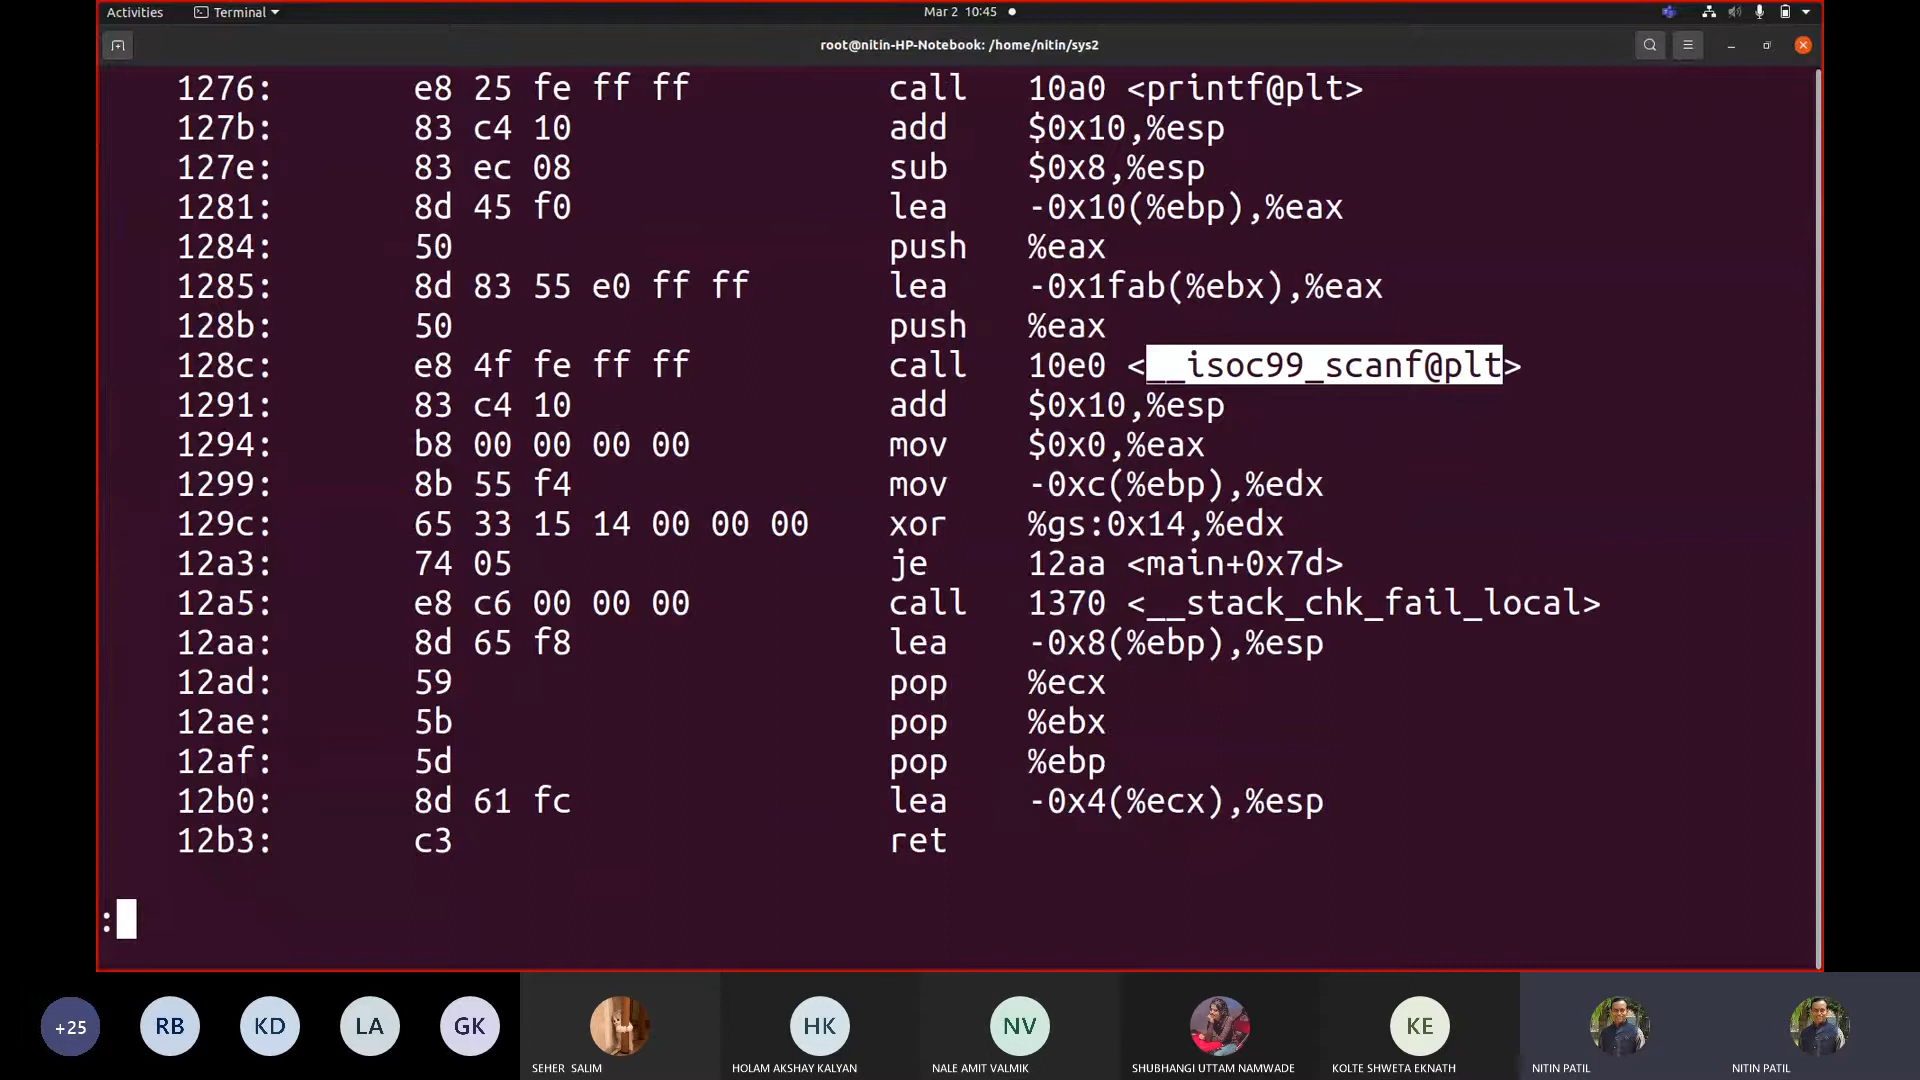 Activities Terminal Mar 2 10:45
root@nitin-HP-Notebook: /home/nitin/sys2
1276: e8 25 fe ff ff call 10a0 <printf@plt>
127b: 83 c4 10 add $0x10,%esp
127e: 83 ec 08 sub $0x8,%esp
1281: 8d 45 f0 lea -0x10(%ebp),%eax
1284: 50 push %eax
1285: 8d 83 55 e0 ff ff lea -0x1fab(%ebx),%eax
128b: 50 push %eax
128c: e8 4f fe ff ff call 10e0 <__isoc99_scanf@plt>
1291: 83 c4 10 add $0x10,%esp
1294: b8 00 00 00 00 mov $0x0,%eax
1299: 8b 55 f4 mov -0xc(%ebp),%edx
129c: 65 33 15 14 00 00 00 xor %gs:0x14,%edx
12a3: 74 05 je 12aa <main+0x7d>
12a5: e8 c6 00 00 00 call 1370 <__stack_chk_fail_local>
12aa: 8d 65 f8 lea -0x8(%ebp),%esp
12ad: 59 pop %ecx
12ae: 5b pop %ebx
12af: 5d pop %ebp
12b0: 8d 61 fc lea -0x4(%ecx),%esp
12b3: c3 ret
:
+25 RB KD LA GK HK NV KE
SEHER SALIM HOLAM AKSHAY KALYAN NALE AMIT VALMIK SHUBHANGI UTTAM NAMWADE KOLTE SHWETA EKNATH NITIN PATIL NITIN PATIL